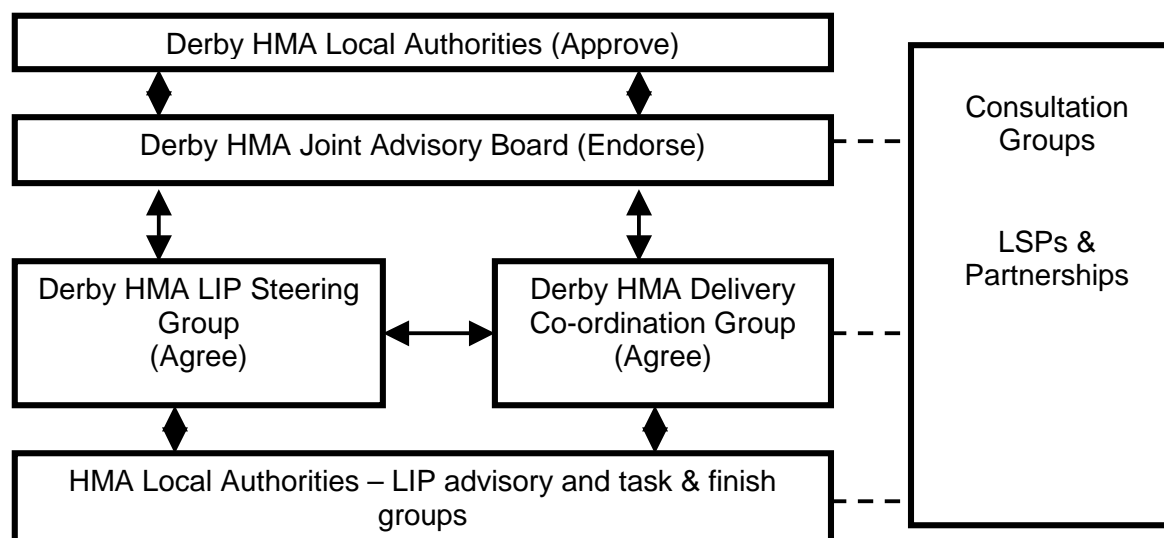 Derby HMA Local Authorities (Approve)
Derby HMA Joint Advisory Board (Endorse)
Derby HMA LIP Steering
Group
(Agree)
Derby HMA Delivery
Co-ordination Group
(Agree)
HMA Local Authorities – LIP advisory and task & finish
groups
Consultation
Groups
LSPs &
Partnerships